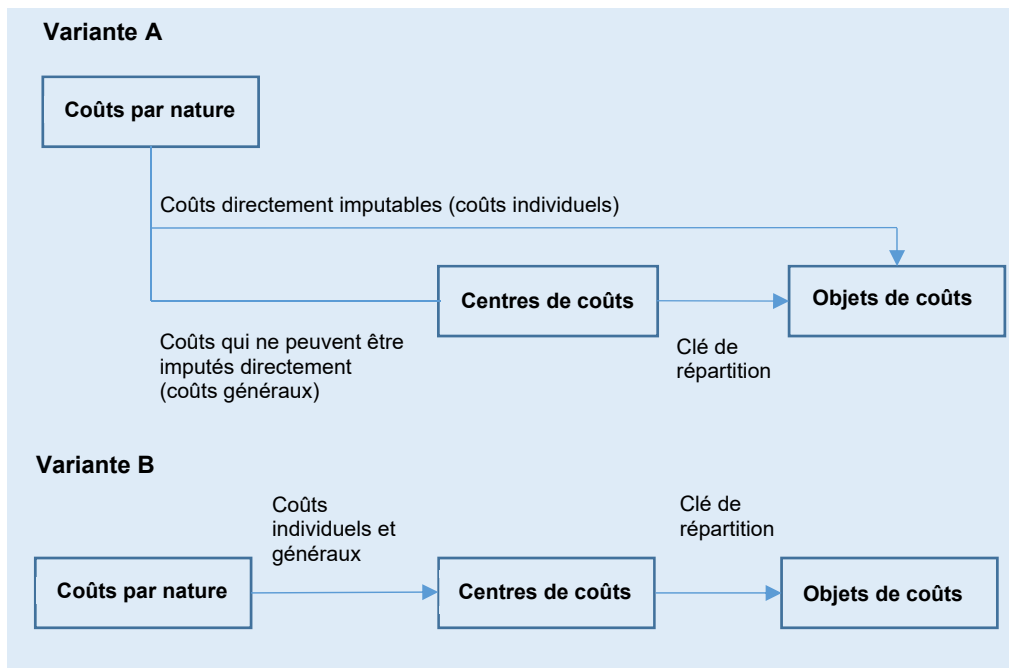 Variante A
Coûts par nature
Coûts directement imputables (coûts individuels)
Centres de coûts
Objets de coûts
Coûts qui ne peuvent être
imputés directement
(coûts généraux)
Clé de
répartition
Variante B
Coûts
individuels et
généraux
Clé de
répartition
Coûts par nature
Centres de coûts
Objets de coûts